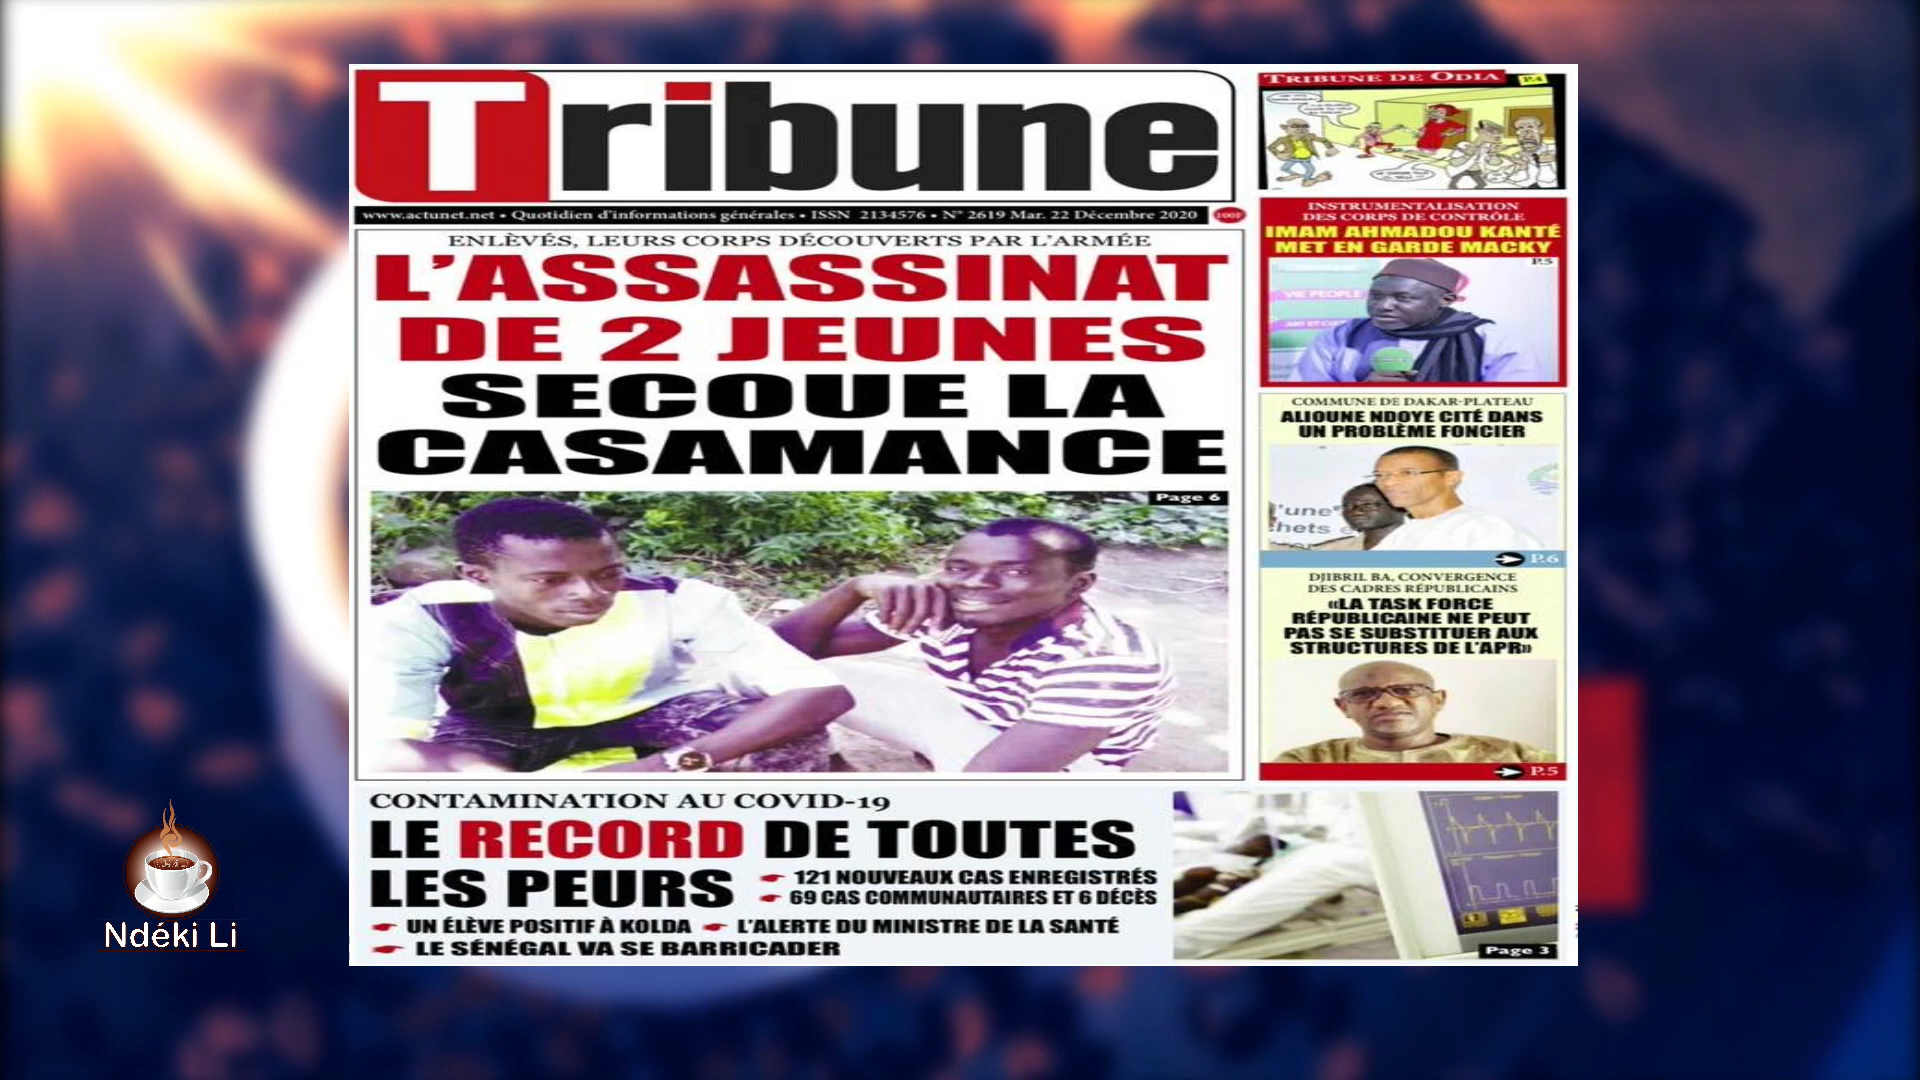 Tribune
www.actunet.net • Quotidien d'informations générales • ISSN 2134576 • N° 2619 Mar. 22 Décembre 2020
100F
ENLÈVÉS, LEURS CORPS DÉCOUVERTS PAR L'ARMÉE
L'ASSASSINAT
DE 2 JEUNES
SECOUE LA
CASAMANCE
Page 6
TRIBUNE DE ODIA
P.4
INSTRUMENTALISATION
DES CORPS DE CONTRÔLE
IMAM AHMADOU KANTÉ
MET EN GARDE MACKY
P.5
VIE PEOPLE
COMMUNE DE DAKAR-PLATEAU
ALIOUNE NDOYE CITÉ DANS
UN PROBLÈME FONCIER
'une
hets
P.6
DJIBRIL BA, CONVERGENCE
DES CADRES RÉPUBLICAINS
«LA TASK FORCE
RÉPUBLICAINE NE PEUT
PAS SE SUBSTITUER AUX
STRUCTURES DE L'APR»
P.5
CONTAMINATION AU COVID-19
LE RECORD DE TOUTES
LES PEURS
121 NOUVEAUX CAS ENREGISTRÉS
69 CAS COMMUNAUTAIRES ET 6 DÉCÈS
UN ÉLÈVE POSITIF À KOLDA
L'ALERTE DU MINISTRE DE LA SANTÉ
LE SÉNÉGAL VA SE BARRICADER
Page 3
Ndéki Li